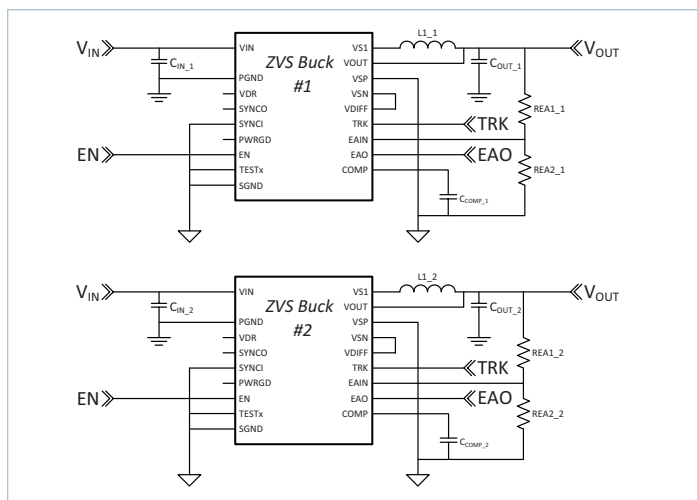 VIN
CIN_1
VIN
PGND
VDR
SYNCO
SYNCI
PWRGD
EN
EN
TESTx
SGND
ZVS Buck
#1
VS1
VOUT
VSP
VSN
VDIFF
TRK
EAIN
EAO
COMP
L1_1
COUT_1
VOUT
REA1_1
TRK
EAO
REA2_1
CCOMP_1
VIN
CIN_2
VIN
PGND
VDR
SYNCO
SYNCI
PWRGD
EN
EN
TESTx
SGND
ZVS Buck
#2
VS1
VOUT
VSP
VSN
VDIFF
TRK
EAIN
EAO
COMP
L1_2
COUT_2
VOUT
REA1_2
TRK
EAO
REA2_2
CCOMP_2